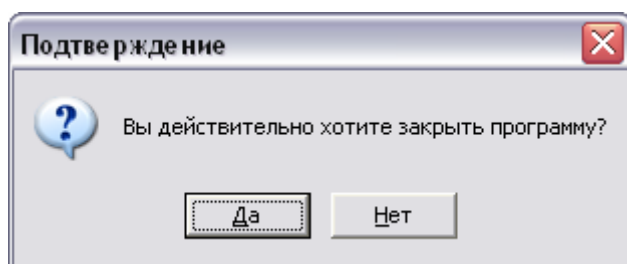 Подтверждение
Вы действительно хотите закрыть программу?
Да
Нет